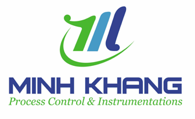 MINH KHANG
Process Control & Instrumentations